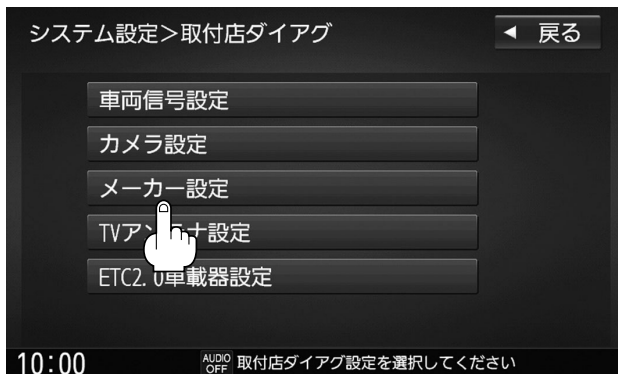 システム設定＞取付店ダイアグ
◀ 戻る
車両信号設定
カメラ設定
メーカー設定
TVアンテナ設定
ETC2.0車載器設定
10:00
AUDIO OFF
取付店ダイアグ設定を選択してください